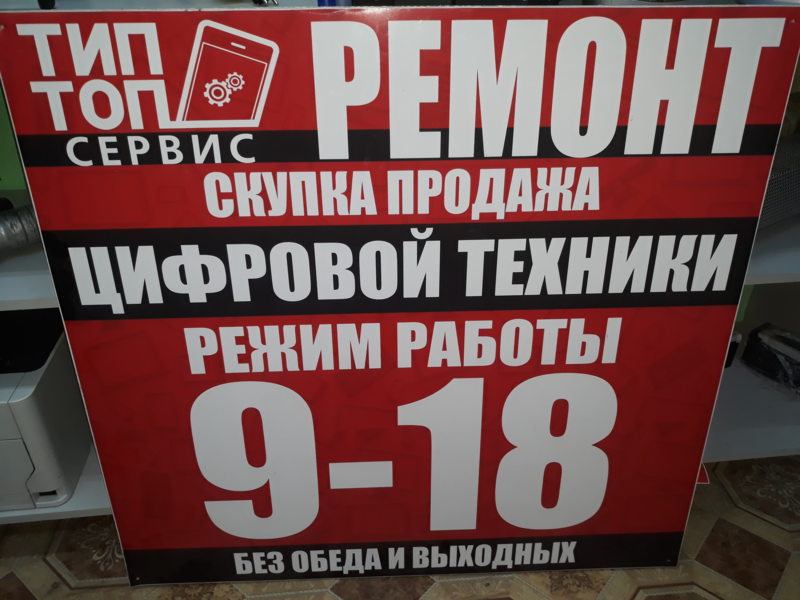 ТИП
ТОП
СЕРВИС
РЕМОНТ
СКУПКА ПРОДАЖА
ЦИФРОВОЙ ТЕХНИКИ
РЕЖИМ РАБОТЫ
9-18
БЕЗ ОБЕДА И ВЫХОДНЫХ